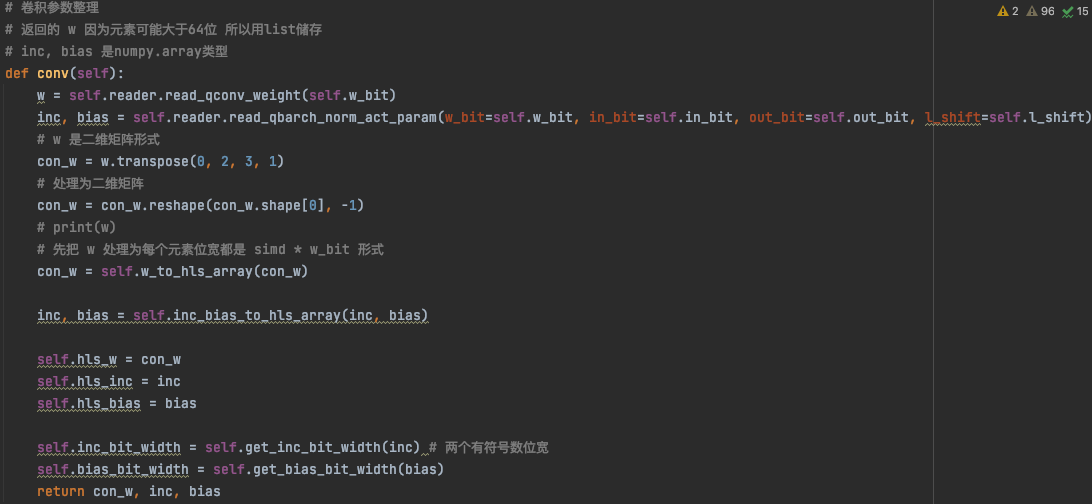 # 卷积参数整理
2 96 15
# 返回的 w 因为元素可能大于64位 所以用list储存
# inc, bias 是numpy.array类型
def conv(self):
    w = self.reader.read_qconv_weight(self.w_bit)
    inc, bias = self.reader.read_qbarch_norm_act_param(w_bit=self.w_bit, in_bit=self.in_bit, out_bit=self.out_bit, l_shift=self.l_shift)
    # w 是二维矩阵形式
    con_w = w.transpose(0, 2, 3, 1)
    # 处理为二维矩阵
    con_w = con_w.reshape(con_w.shape[0], -1)
    # print(w)
    # 先把 w 处理为每个元素位宽都是 simd * w_bit 形式
    con_w = self.w_to_hls_array(con_w)
    inc, bias = self.inc_bias_to_hls_array(inc, bias)
    self.hls_w = con_w
    self.hls_inc = inc
    self.hls_bias = bias
    self.inc_bit_width = self.get_inc_bit_width(inc) # 两个有符号数位宽
    self.bias_bit_width = self.get_bias_bit_width(bias)
    return con_w, inc, bias